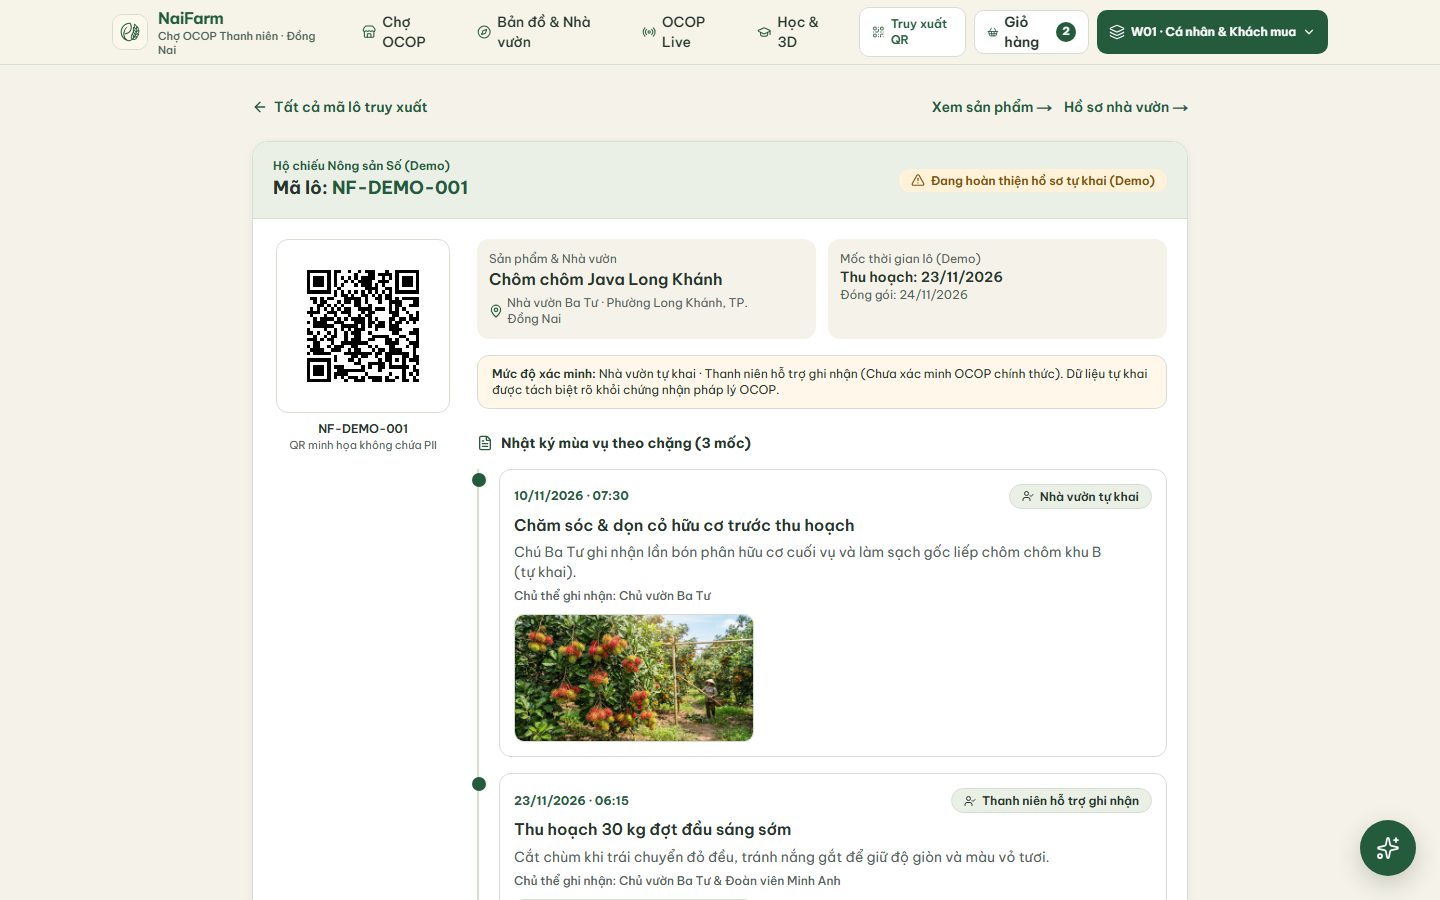 NaiFarm
Chợ OCOP Thanh niên · Đồng
Nai
Chợ
OCOP
Bản đồ & Nhà
vườn
OCOP
Live
Học &
3D
Truy xuất
QR
Giỏ
hàng
2
W01 · Cá nhân & Khách mua
← Tất cả mã lô truy xuất
Xem sản phẩm →
Hồ sơ nhà vườn →
Hộ chiếu Nông sản Số (Demo)
Mã lô: NF-DEMO-001
Đang hoàn thiện hồ sơ tự khai (Demo)
NF-DEMO-001
QR minh họa không chứa PII
Sản phẩm & Nhà vườn
Chôm chôm Java Long Khánh
Nhà vườn Ba Tư · Phường Long Khánh, TP.
Đồng Nai
Mốc thời gian lô (Demo)
Thu hoạch: 23/11/2026
Đóng gói: 24/11/2026
Mức độ xác minh: Nhà vườn tự khai · Thanh niên hỗ trợ ghi nhận (Chưa xác minh OCOP chính thức). Dữ liệu tự khai
được tách biệt rõ khỏi chứng nhận pháp lý OCOP.
Nhật ký mùa vụ theo chặng (3 mốc)
10/11/2026 · 07:30
Nhà vườn tự khai
Chăm sóc & dọn cỏ hữu cơ trước thu hoạch
Chú Ba Tư ghi nhận lần bón phân hữu cơ cuối vụ và làm sạch gốc liếp chôm chôm khu B
(tự khai).
Chủ thể ghi nhận: Chủ vườn Ba Tư
23/11/2026 · 06:15
Thanh niên hỗ trợ ghi nhận
Thu hoạch 30 kg đợt đầu sáng sớm
Cắt chùm khi trái chuyển đỏ đều, tránh nắng gắt để giữ độ giòn và màu vỏ tươi.
Chủ thể ghi nhận: Chủ vườn Ba Tư & Đoàn viên Minh Anh